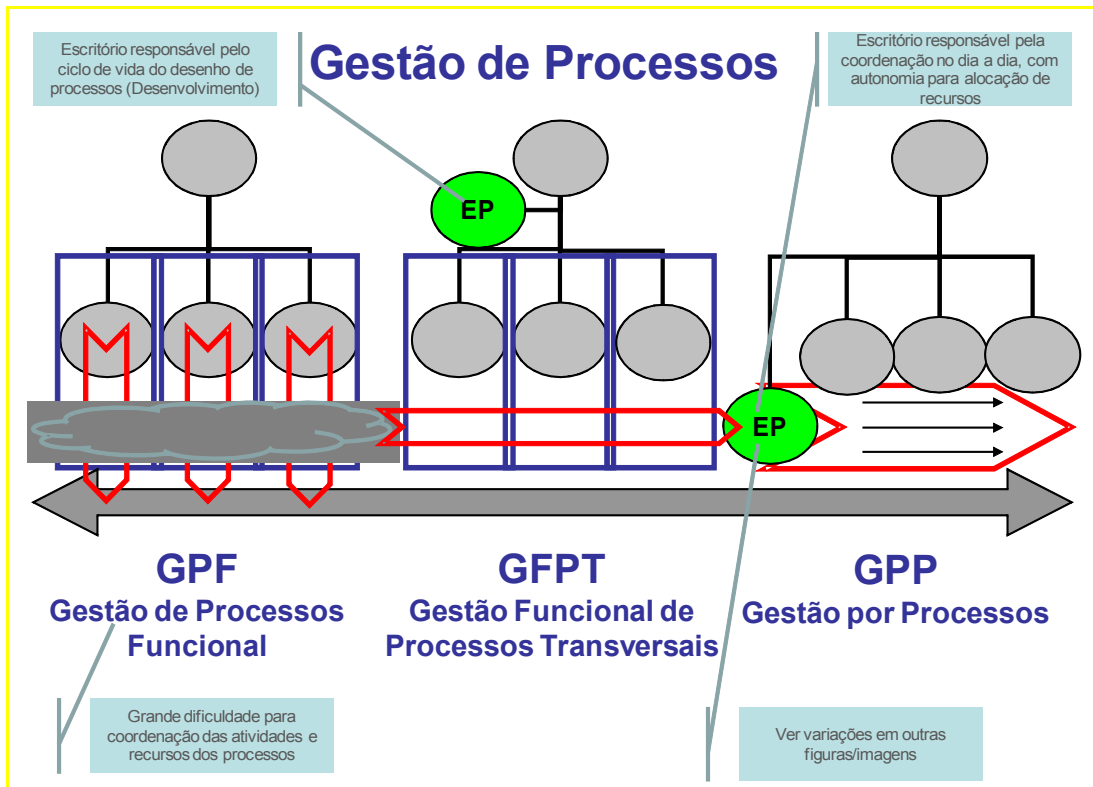 Escritório responsável pelo
ciclo de vida do desenho de
processos (Desenvolvimento)
Gestão de Processos
Escritório responsável pela
coordenação no dia a dia, com
autonomia para alocação de
recursos
EP
EP
GPF
Gestão de Processos
Funcional
GFPT
Gestão Funcional de
Processos Transversais
GPP
Gestão por Processos
Grande dificuldade para
coordenação das atividades e
recursos dos processos
Ver variações em outras
figuras/imagens